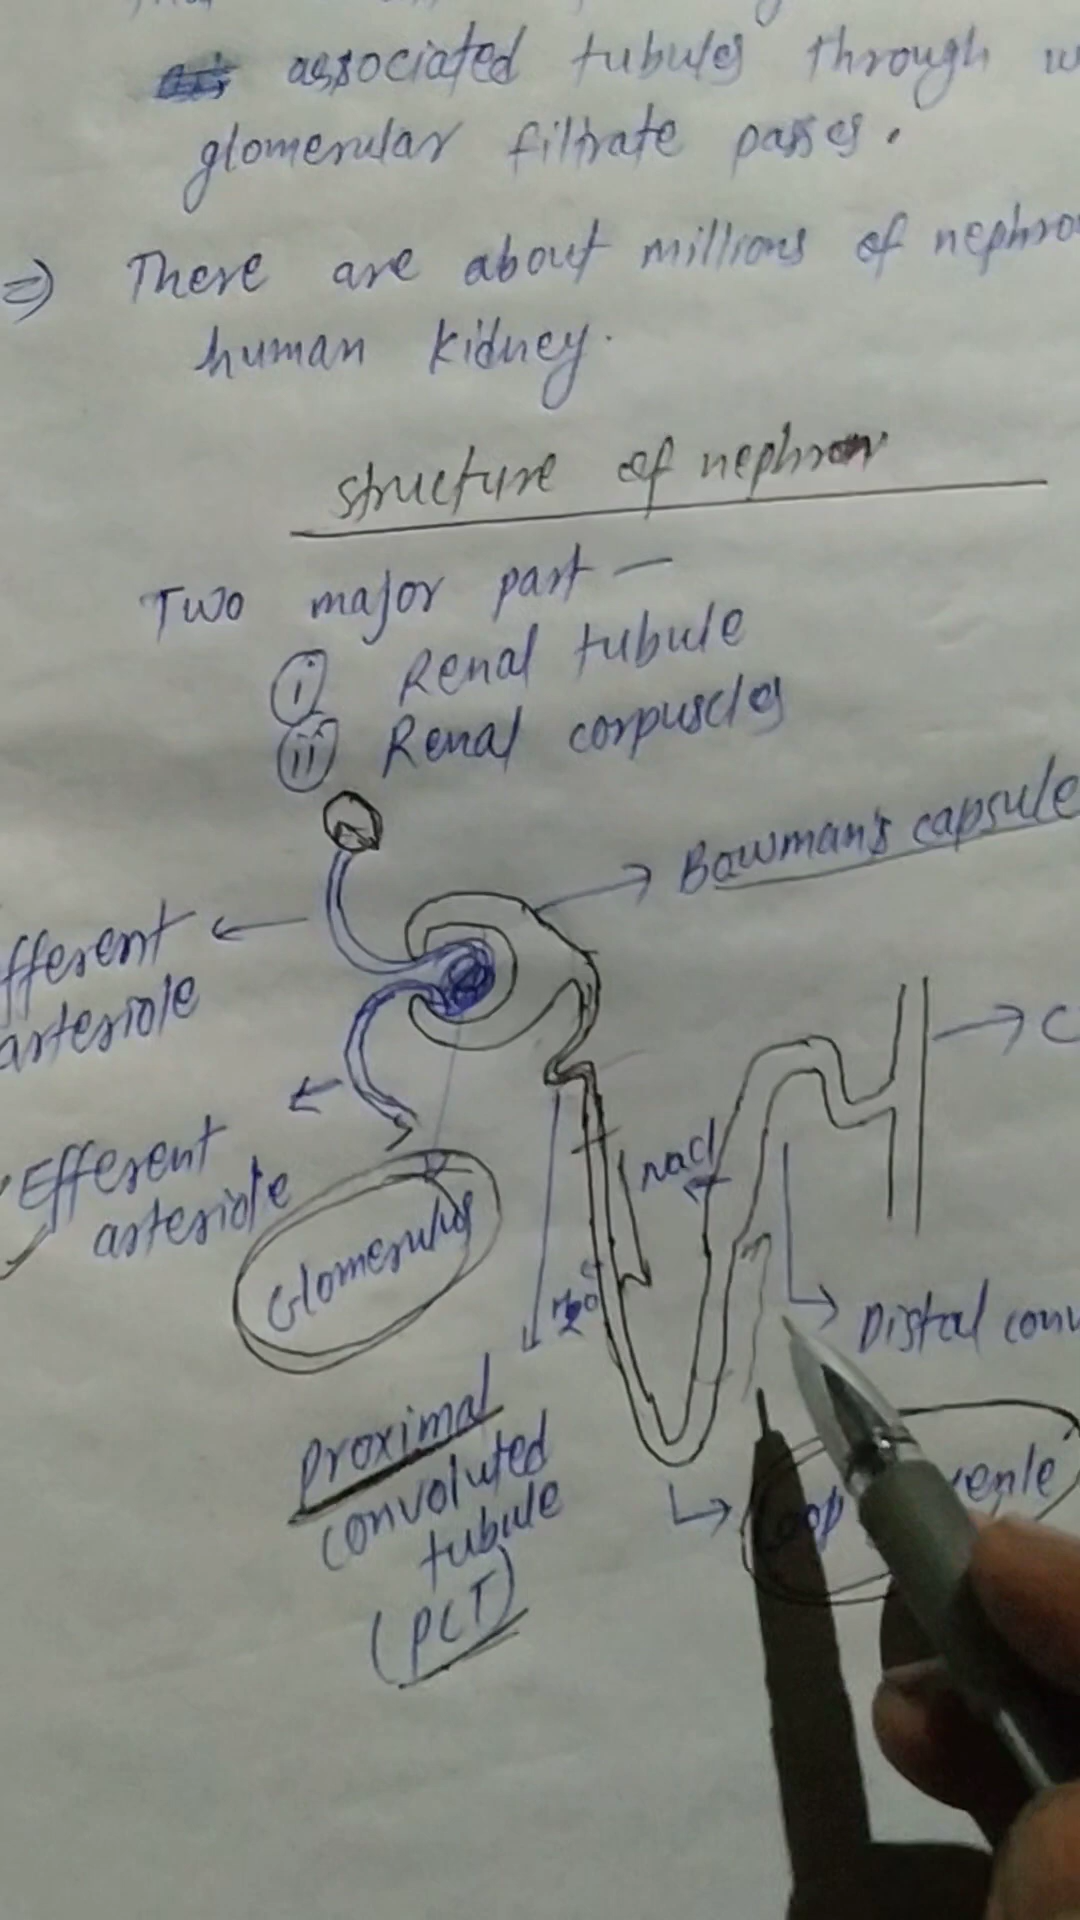 associated tubules through
glomerular filtrate passes.
⇒ There are about millions of nephro
human kidney.
structure of nephron
Two major part —
(i) Renal tubule
(ii) Renal corpuscles
Bowman's capsule
fferent
arteriole
C
Efferent
arteriole
NaCl
Glomerulus
H2O
Distal conv
Proximal
convoluted
tubule
(PCT)
Loop enle